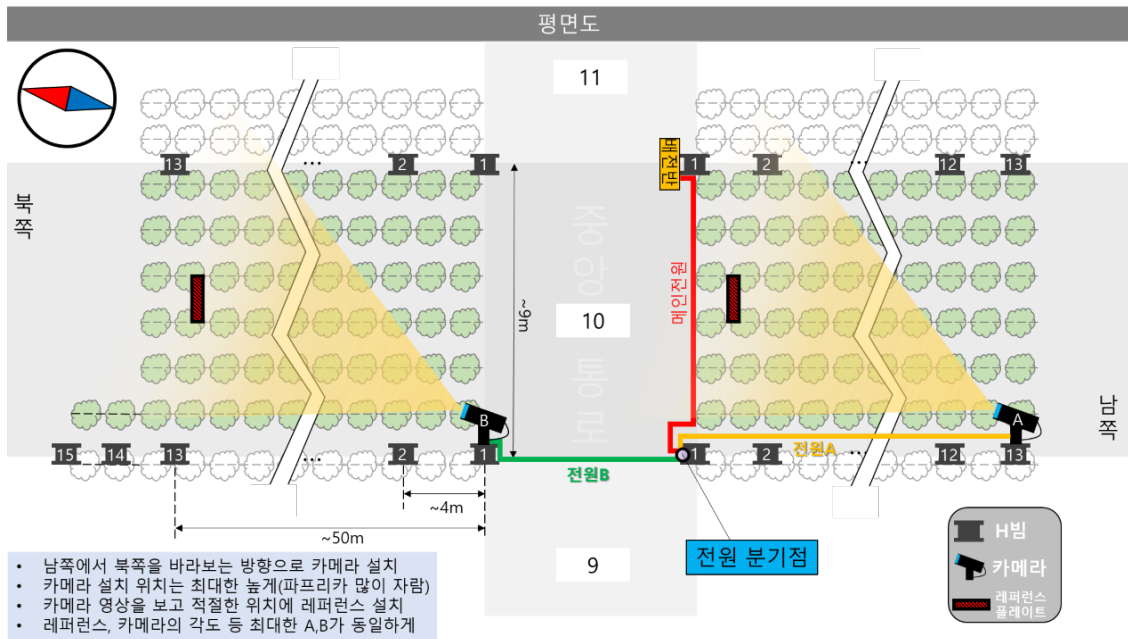 평면도
11
13
...
2
1
배전반
1
2
...
12
13
북쪽
중앙통로
~9m
10
메인전원
남쪽
B
A
15
14
13
...
2
1
전원B
1
전원A
2
...
12
13
~4m
~50m
9
전원 분기점
H빔
카메라
레퍼런스
플레이트
• 남쪽에서 북쪽을 바라보는 방향으로 카메라 설치
• 카메라 설치 위치는 최대한 높게(파프리카 많이 자람)
• 카메라 영상을 보고 적절한 위치에 레퍼런스 설치
• 레퍼런스, 카메라의 각도 등 최대한 A,B가 동일하게